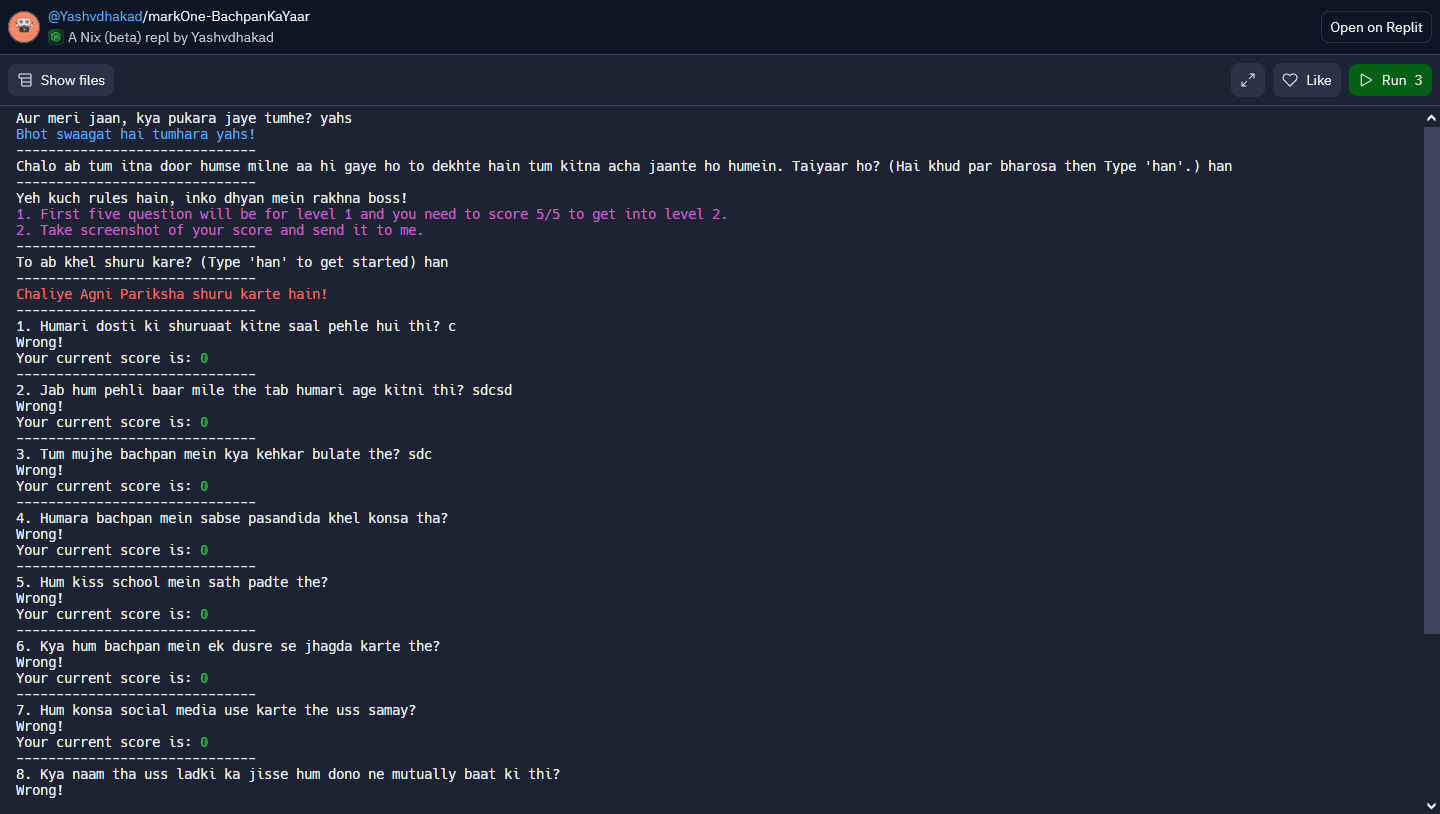 @Yashvdhakad/markOne-BachpanKaYaar
A Nix (beta) repl by Yashvdhakad
Open on Replit
Show files
Like
Run 3
Aur meri jaan, kya pukara jaye tumhe? yahs
Bhot swaagat hai tumhara yahs!
------------------------------
Chalo ab tum itna door humse milne aa hi gaye ho to dekhte hain tum kitna acha jaante ho humein. Taiyaar ho? (Hai khud par bharosa then Type 'han'.) han
------------------------------
Yeh kuch rules hain, inko dhyan mein rakhna boss!
1. First five question will be for level 1 and you need to score 5/5 to get into level 2.
2. Take screenshot of your score and send it to me.
------------------------------
To ab khel shuru kare? (Type 'han' to get started) han
------------------------------
Chaliye Agni Pariksha shuru karte hain!
------------------------------
1. Humari dosti ki shuruaat kitne saal pehle hui thi? c
Wrong!
Your current score is: 0
------------------------------
2. Jab hum pehli baar mile the tab humari age kitni thi? sdcsd
Wrong!
Your current score is: 0
------------------------------
3. Tum mujhe bachpan mein kya kehkar bulate the? sdc
Wrong!
Your current score is: 0
------------------------------
4. Humara bachpan mein sabse pasandida khel konsa tha?
Wrong!
Your current score is: 0
------------------------------
5. Hum kiss school mein sath padte the?
Wrong!
Your current score is: 0
------------------------------
6. Kya hum bachpan mein ek dusre se jhagda karte the?
Wrong!
Your current score is: 0
------------------------------
7. Hum konsa social media use karte the uss samay?
Wrong!
Your current score is: 0
------------------------------
8. Kya naam tha uss ladki ka jisse hum dono ne mutually baat ki thi?
Wrong!